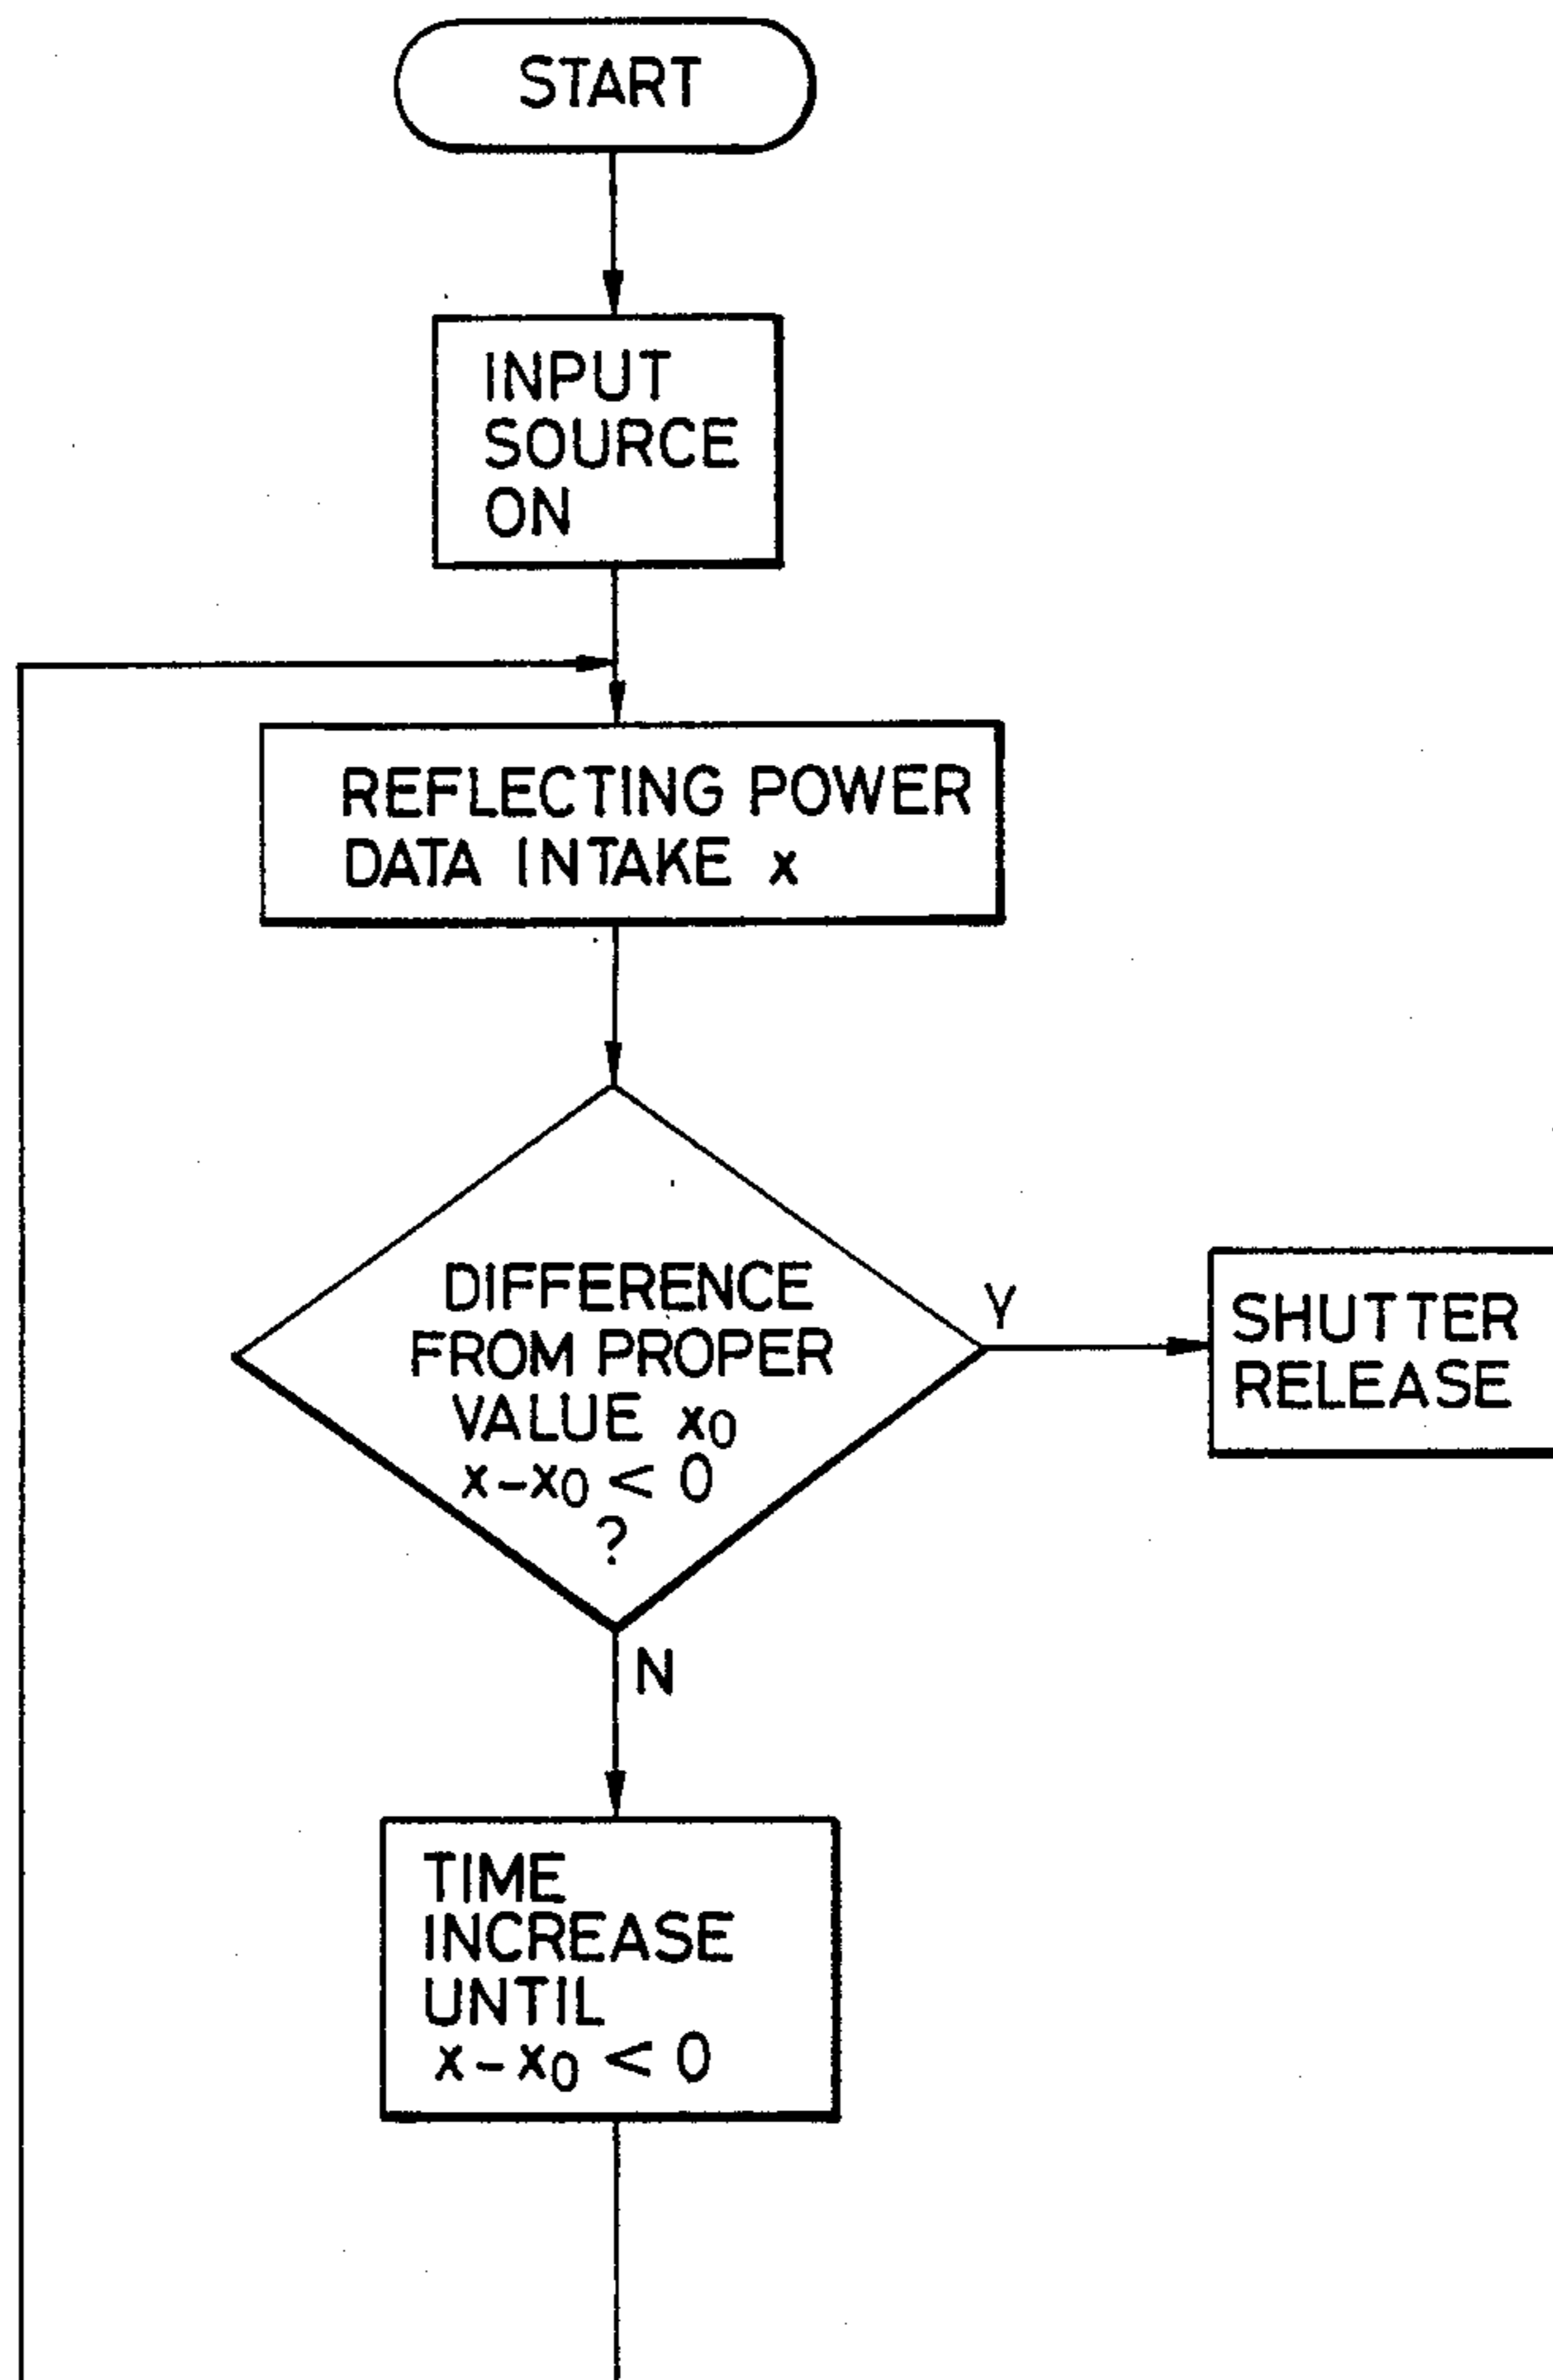 START
INPUT
SOURCE
ON
REFLECTING POWER
DATA INTAKE x
DIFFERENCE
FROM PROPER
VALUE x₀
x-x₀ < 0
?
Y
SHUTTER
RELEASE
N
TIME
INCREASE
UNTIL
x-x₀ < 0